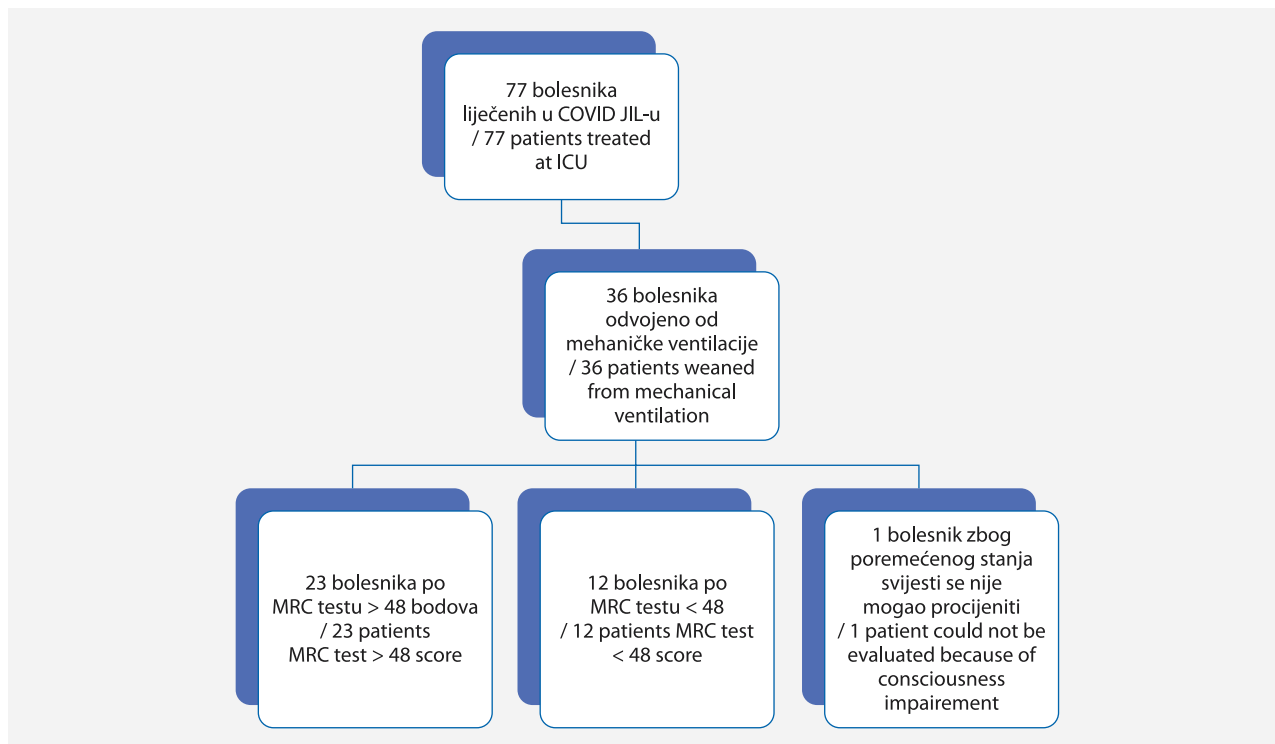 77 bolesnika
liječenih u COVID JIL-u
/ 77 patients treated
at ICU
36 bolesnika
odvojeno od
mehaničke ventilacije
/ 36 patients weaned
from mechanical
ventilation
23 bolesnika po
MRC testu > 48 bodova
/ 23 patients
MRC test > 48 score
12 bolesnika po
MRC testu < 48
/ 12 patients MRC test
< 48 score
1 bolesnik zbog
poremećenog stanja
svijesti se nije
mogao procijeniti
/ 1 patient could not be
evaluated because of
consciousness
impairement